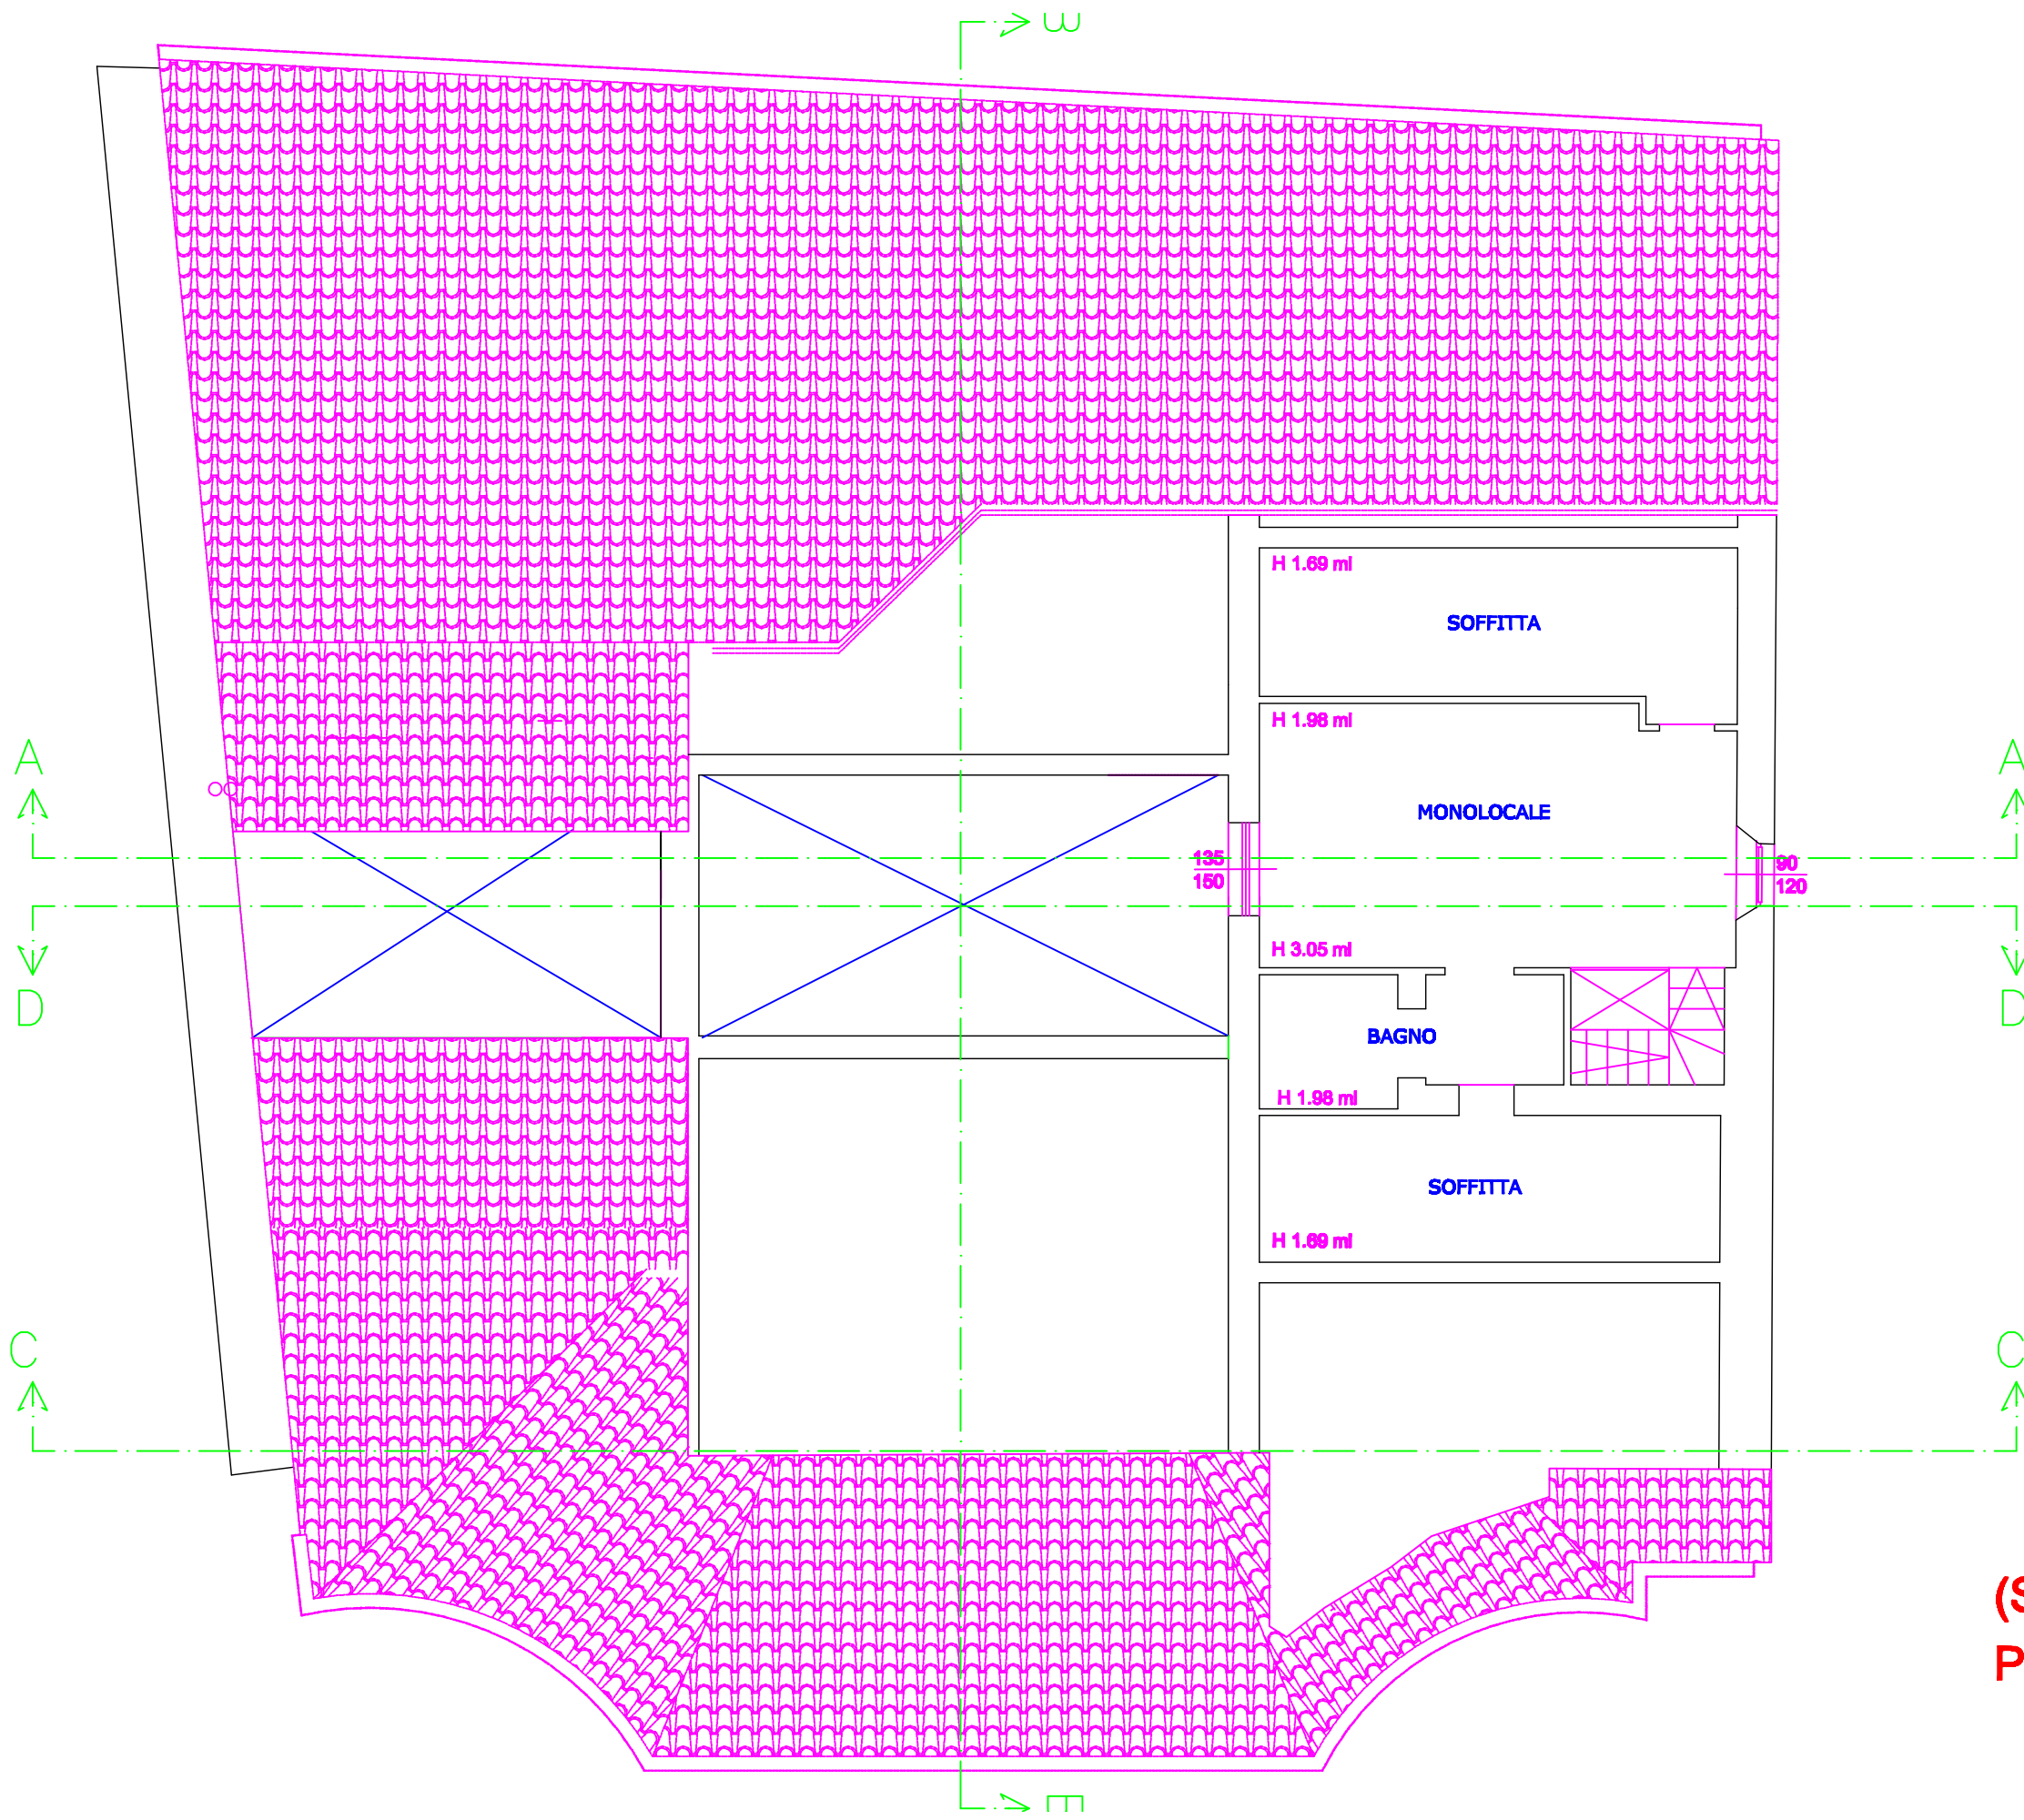 B
H 1.69 ml
SOFFITTA
H 1.98 ml
A
A
MONOLOCALE
135
150
90
120
H 3.05 ml
D
D
BAGNO
H 1.98 ml
SOFFITTA
H 1.69 ml
C
C
(S
P